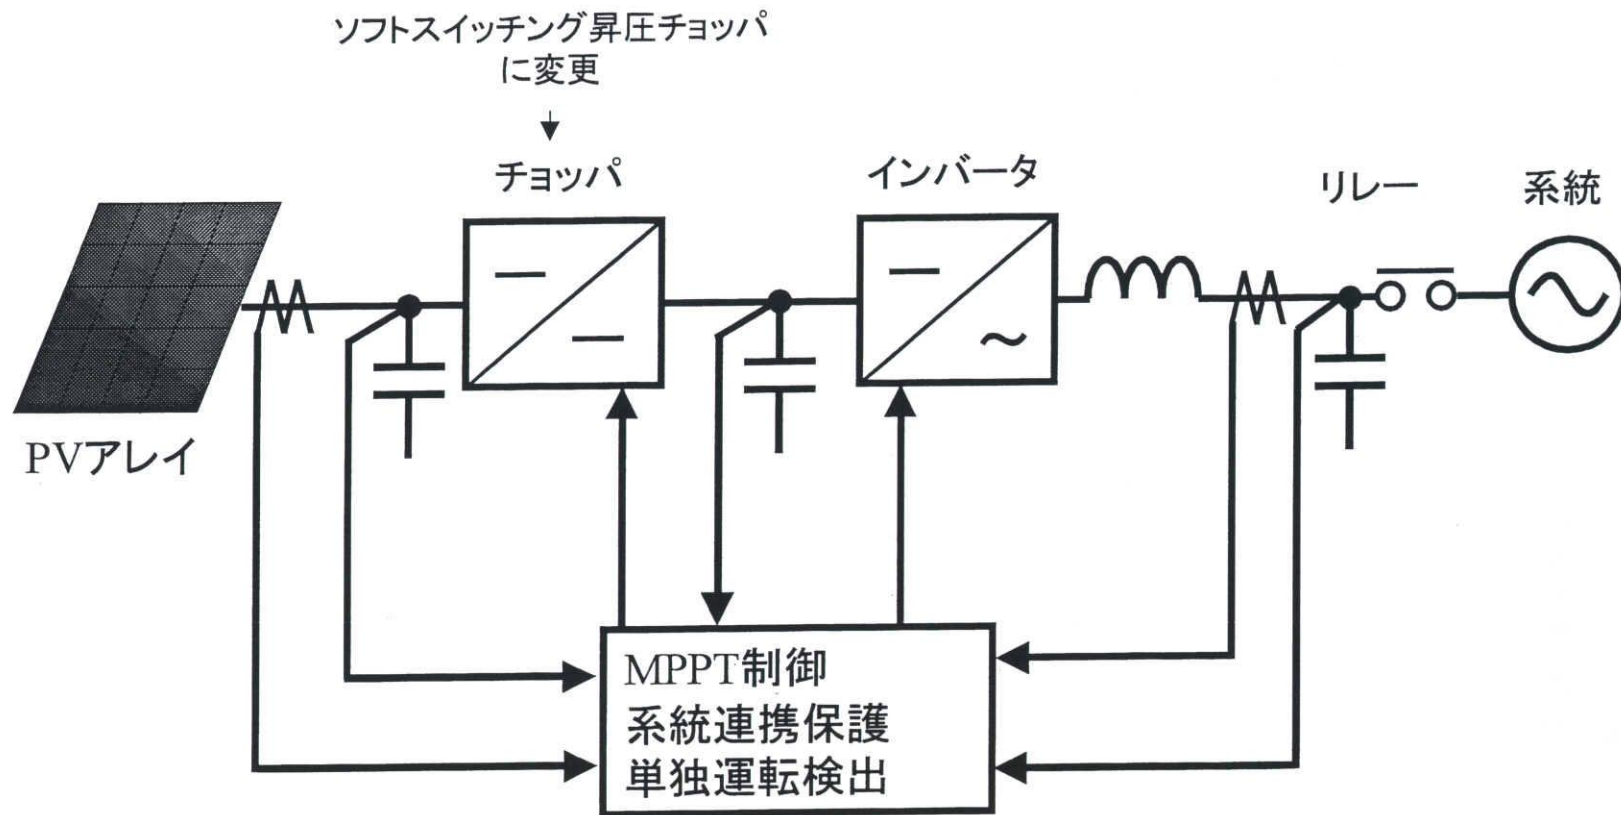 ソフトスイッチング昇圧チョッパ
に変更
チョッパ
インバータ
リレー
系統
PVアレイ
MPPT制御
系統連携保護
単独運転検出